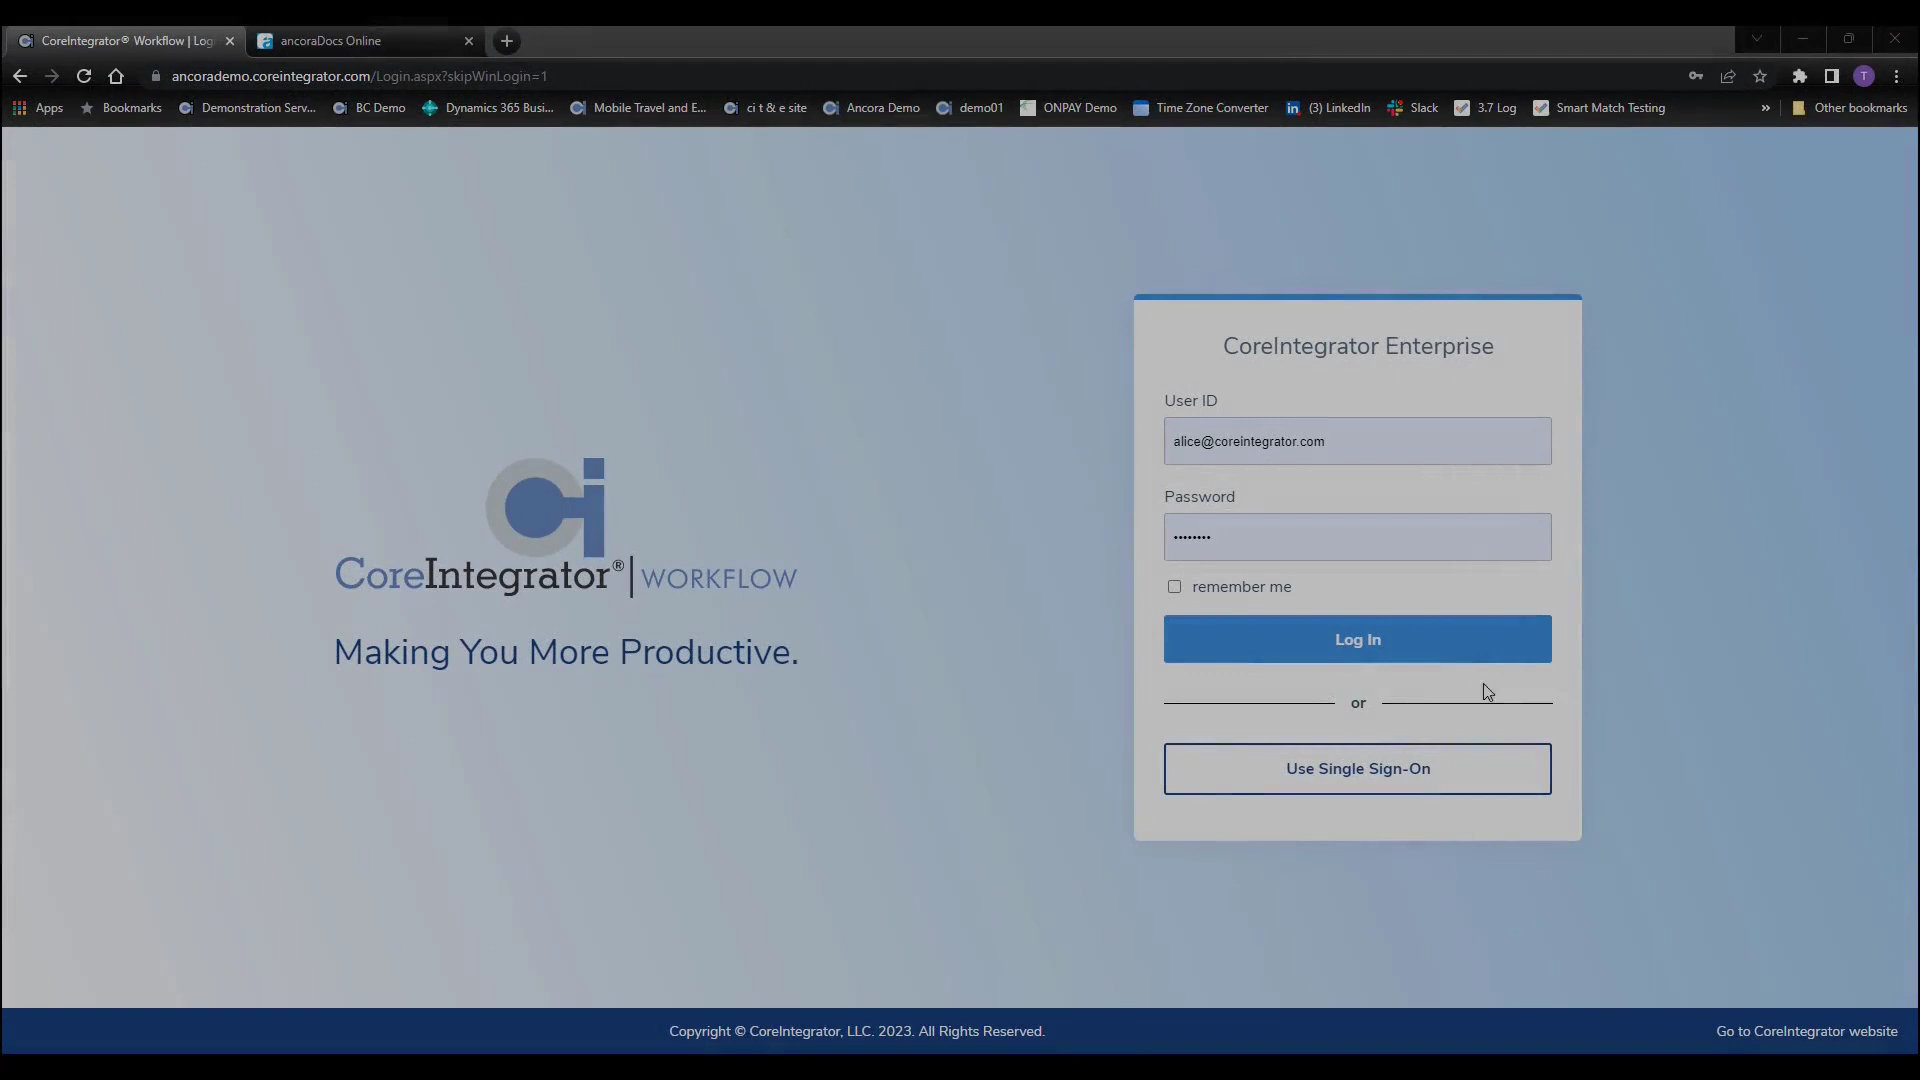 CoreIntegrator® Workflow | Log
ancoraDocs Online
ancorademo.coreintegrator.com/Login.aspx?skipWinLogin=1
T
Apps
Bookmarks
Demonstration Serv...
BC Demo
Dynamics 365 Busi...
Mobile Travel and E...
ci t & e site
Ancora Demo
demo01
ONPAY Demo
Time Zone Converter
(3) LinkedIn
Slack
3.7 Log
Smart Match Testing
»
Other bookmarks
CoreIntegrator Enterprise
User ID
alice@coreintegrator.com
Password
••••••••
remember me
Log In
or
Use Single Sign-On
Ci
CoreIntegrator®|WORKFLOW
Making You More Productive.
Copyright © CoreIntegrator, LLC. 2023. All Rights Reserved.
Go to CoreIntegrator website